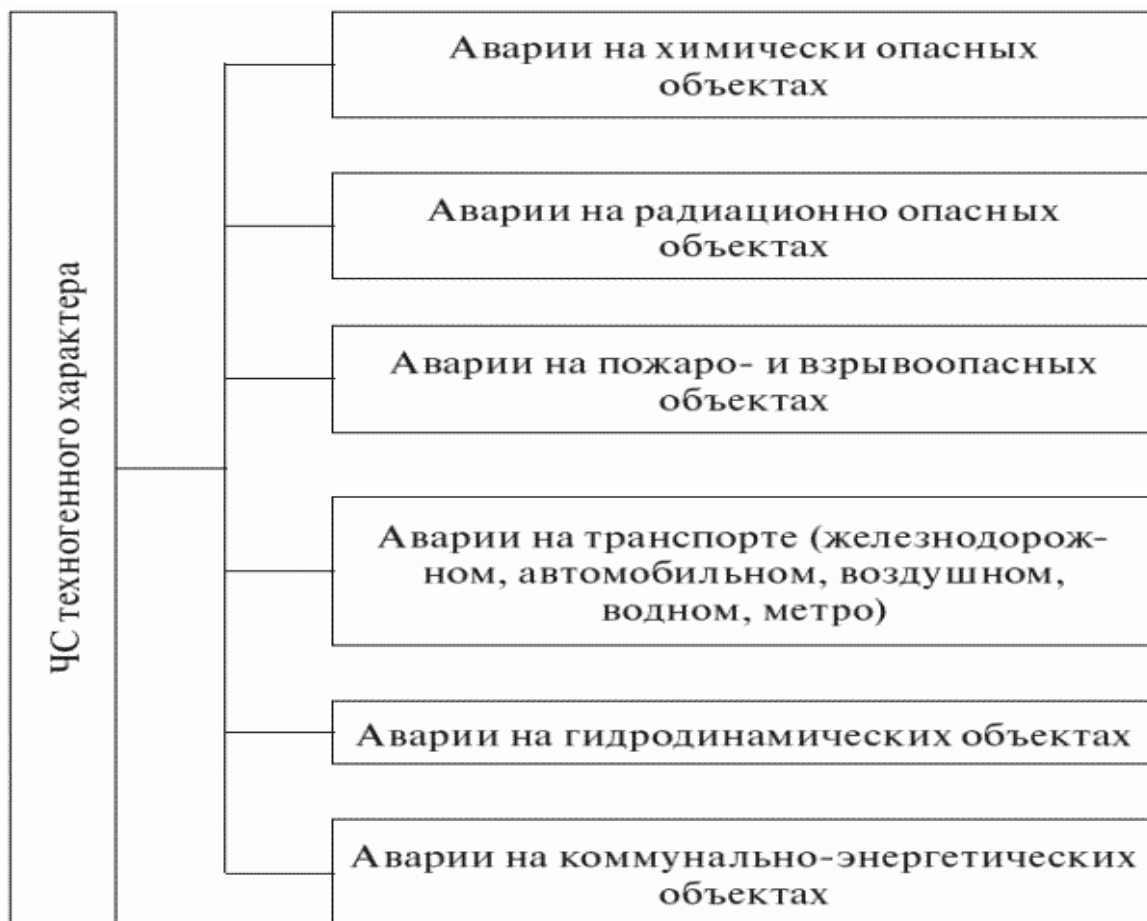 ЧС техногенного характера
Аварии на химически опасных
объектах
Аварии на радиационно опасных
объектах
Аварии на пожаро- и взрывоопасных
объектах
Аварии на транспорте (железнодорож-
ном, автомобильном, воздушном,
водном, метро)
Аварии на гидродинамических объектах
Аварии на коммунально-энергетических
объектах